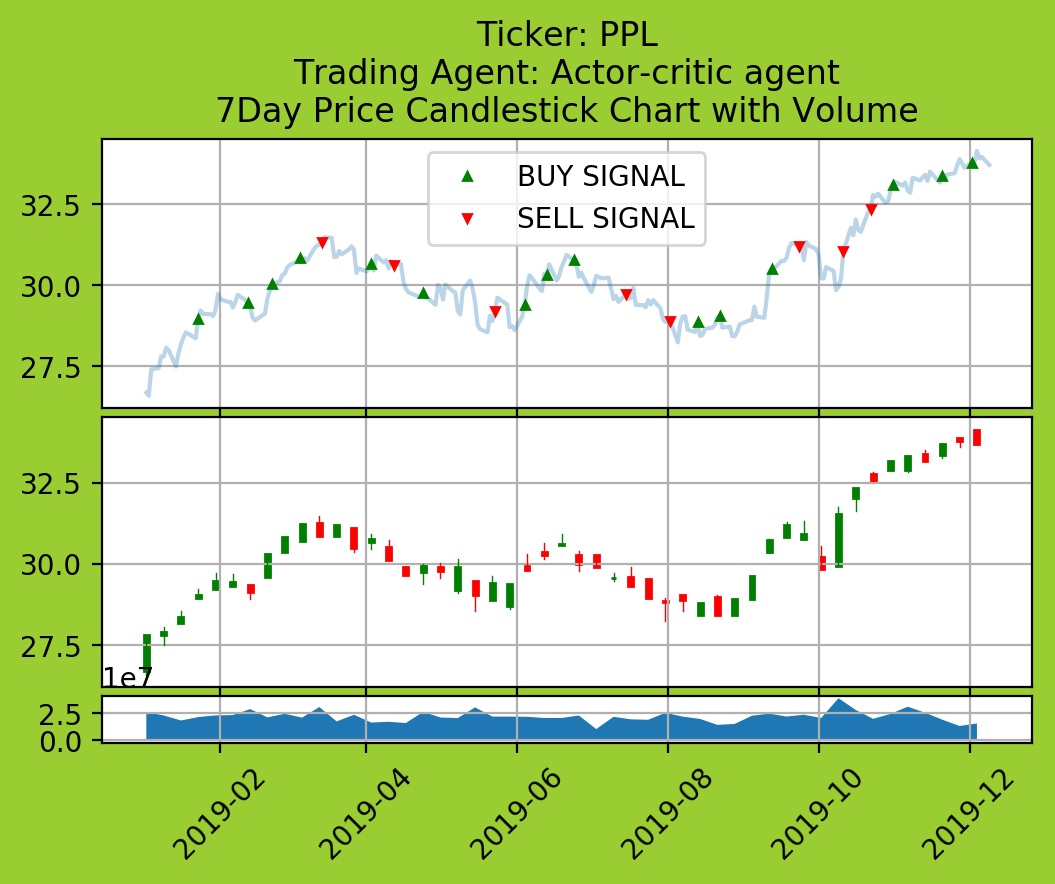 Ticker: PPL
Trading Agent: Actor-critic agent
7Day Price Candlestick Chart with Volume
BUY SIGNAL
SELL SIGNAL
32.5
30.0
27.5
32.5
30.0
27.5
1e7
2.5
0.0
2019-02
2019-04
2019-06
2019-08
2019-10
2019-12